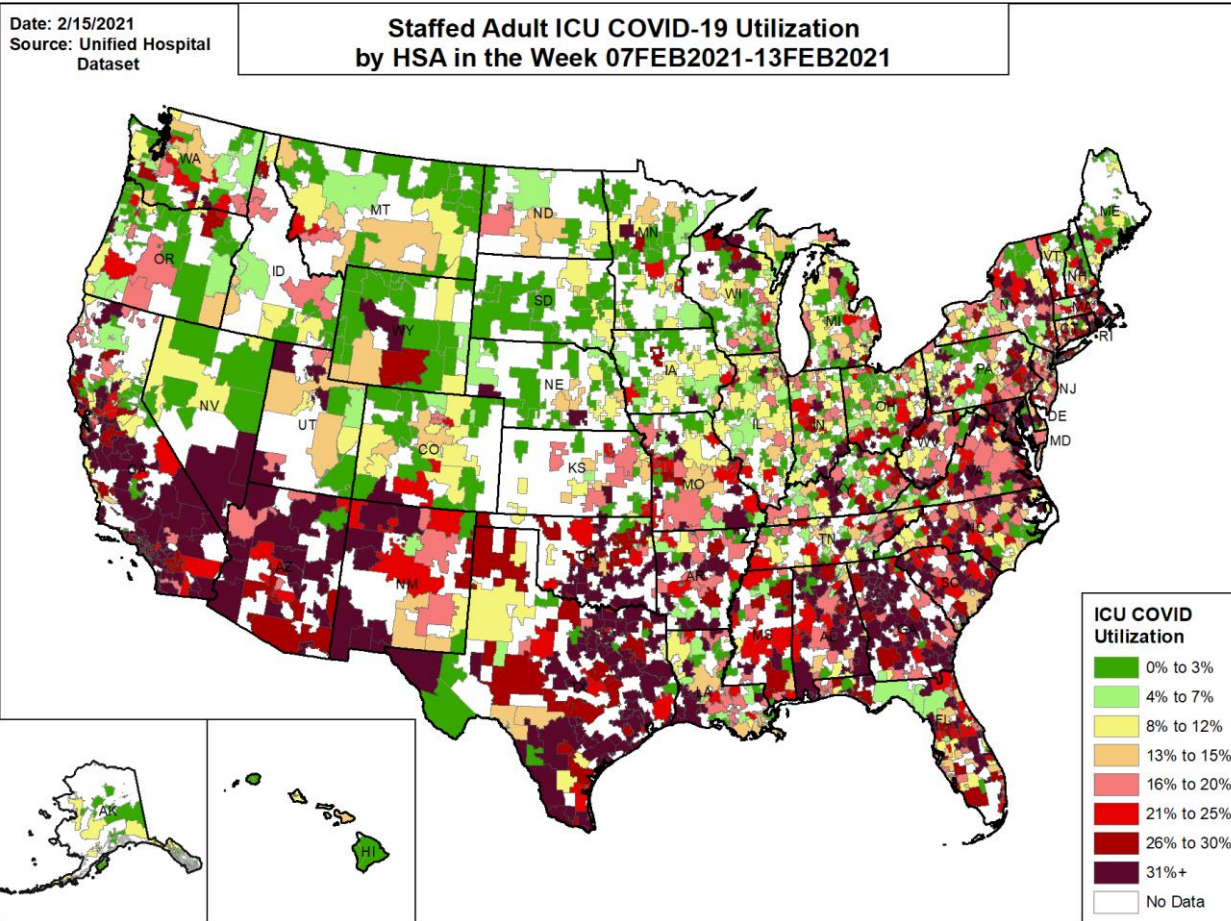 Date: 2/15/2021
Source: Unified Hospital
Dataset
Staffed Adult ICU COVID-19 Utilization
by HSA in the Week 07FEB2021-13FEB2021
WA
MT
ND
MN
ME
OR
ID
SD
WI
MI
VT
NH
WY
IA
NE
PA
RI
NJ
NV
UT
CO
IL
IN
OH
DE
MD
KS
MO
KY
WV
VA
TN
NC
AZ
NM
OK
AR
SC
MS
AL
GA
LA
FL
AK
HI
ICU COVID
Utilization
0% to 3%
4% to 7%
8% to 12%
13% to 15%
16% to 20%
21% to 25%
26% to 30%
31%+
No Data